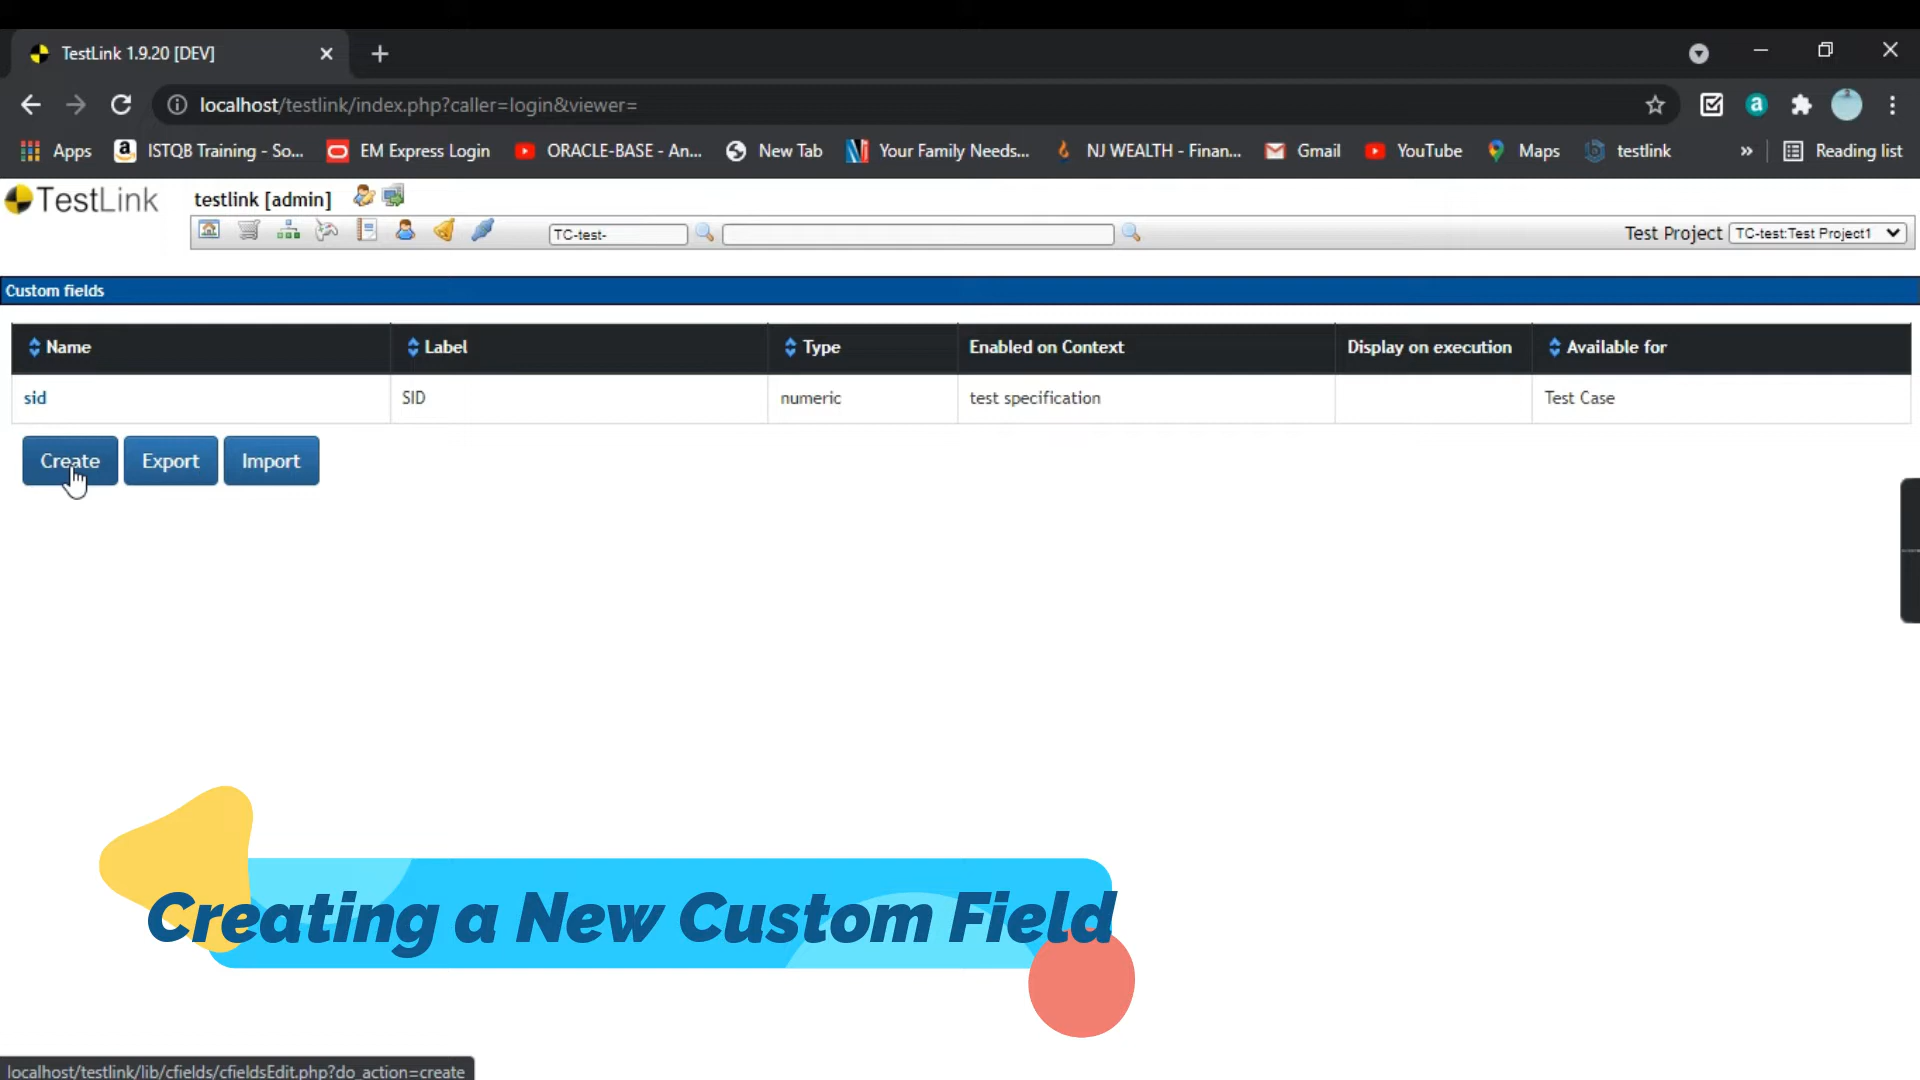 TestLink 1.9.20 [DEV]
localhost/testlink/index.php?caller=login&viewer=
Apps ISTQB Training - So... EM Express Login ORACLE-BASE - An... New Tab Your Family Needs... NJ WEALTH - Finan... Gmail YouTube Maps testlink » Reading list
TestLink testlink [admin]
TC-test- Test Project TC-test:Test Project1
Custom fields
Name Label Type Enabled on Context Display on execution Available for
sid SID numeric test specification Test Case
Create Export Import
Creating a New Custom Field
localhost/testlink/lib/cfields/cfieldsEdit.php?do_action=create